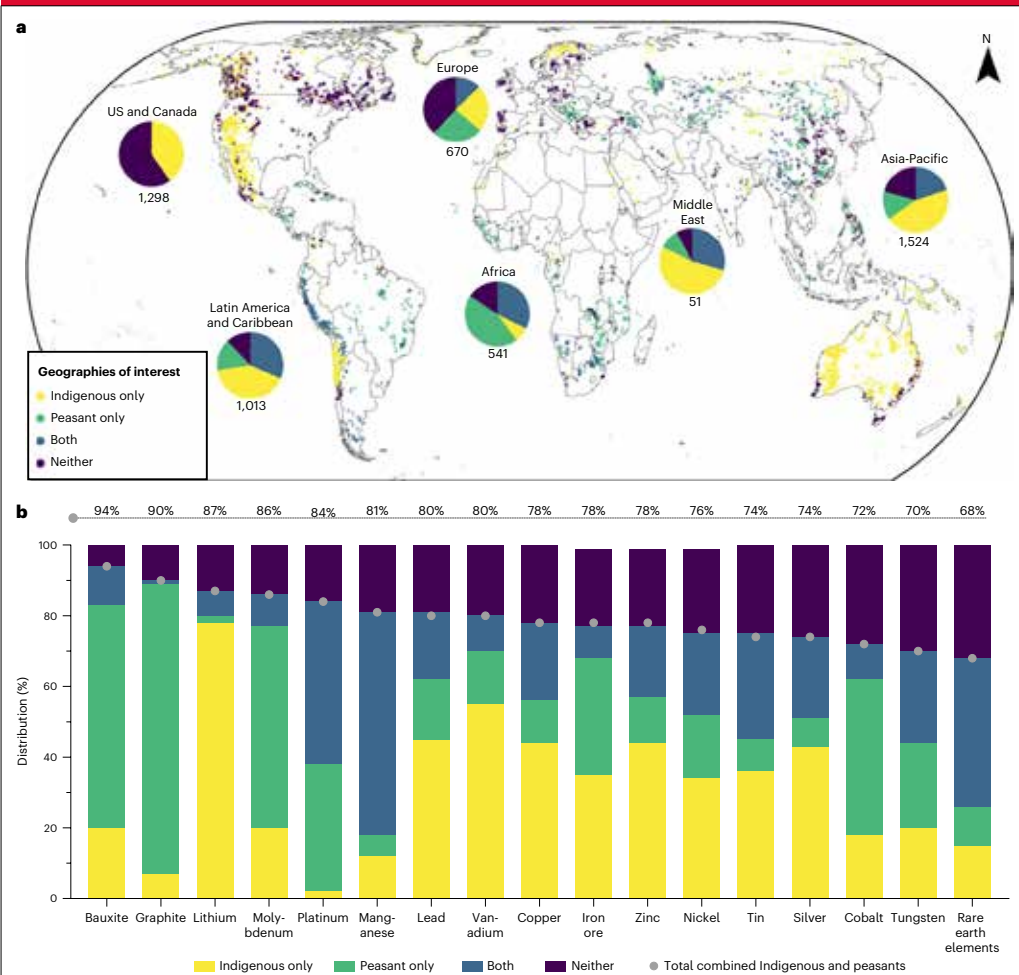 a
N
Europe
670
US and Canada
1,298
Asia-Pacific
1,524
Middle
East
51
Africa
541
Latin America
and Caribbean
1,013
Geographies of interest
Indigenous only
Peasant only
Both
Neither
b
94% 90% 87% 86% 84% 81% 80% 80% 78% 78% 78% 76% 74% 74% 72% 70% 68%
100
80
60
40
20
0
Distribution (%)
Bauxite
Graphite
Lithium
Moly-
bdenum
Platinum
Mang-
anese
Lead
Van-
adium
Copper
Iron
ore
Zinc
Nickel
Tin
Silver
Cobalt
Tungsten
Rare
earth
elements
Indigenous only
Peasant only
Both
Neither
Total combined Indigenous and peasants